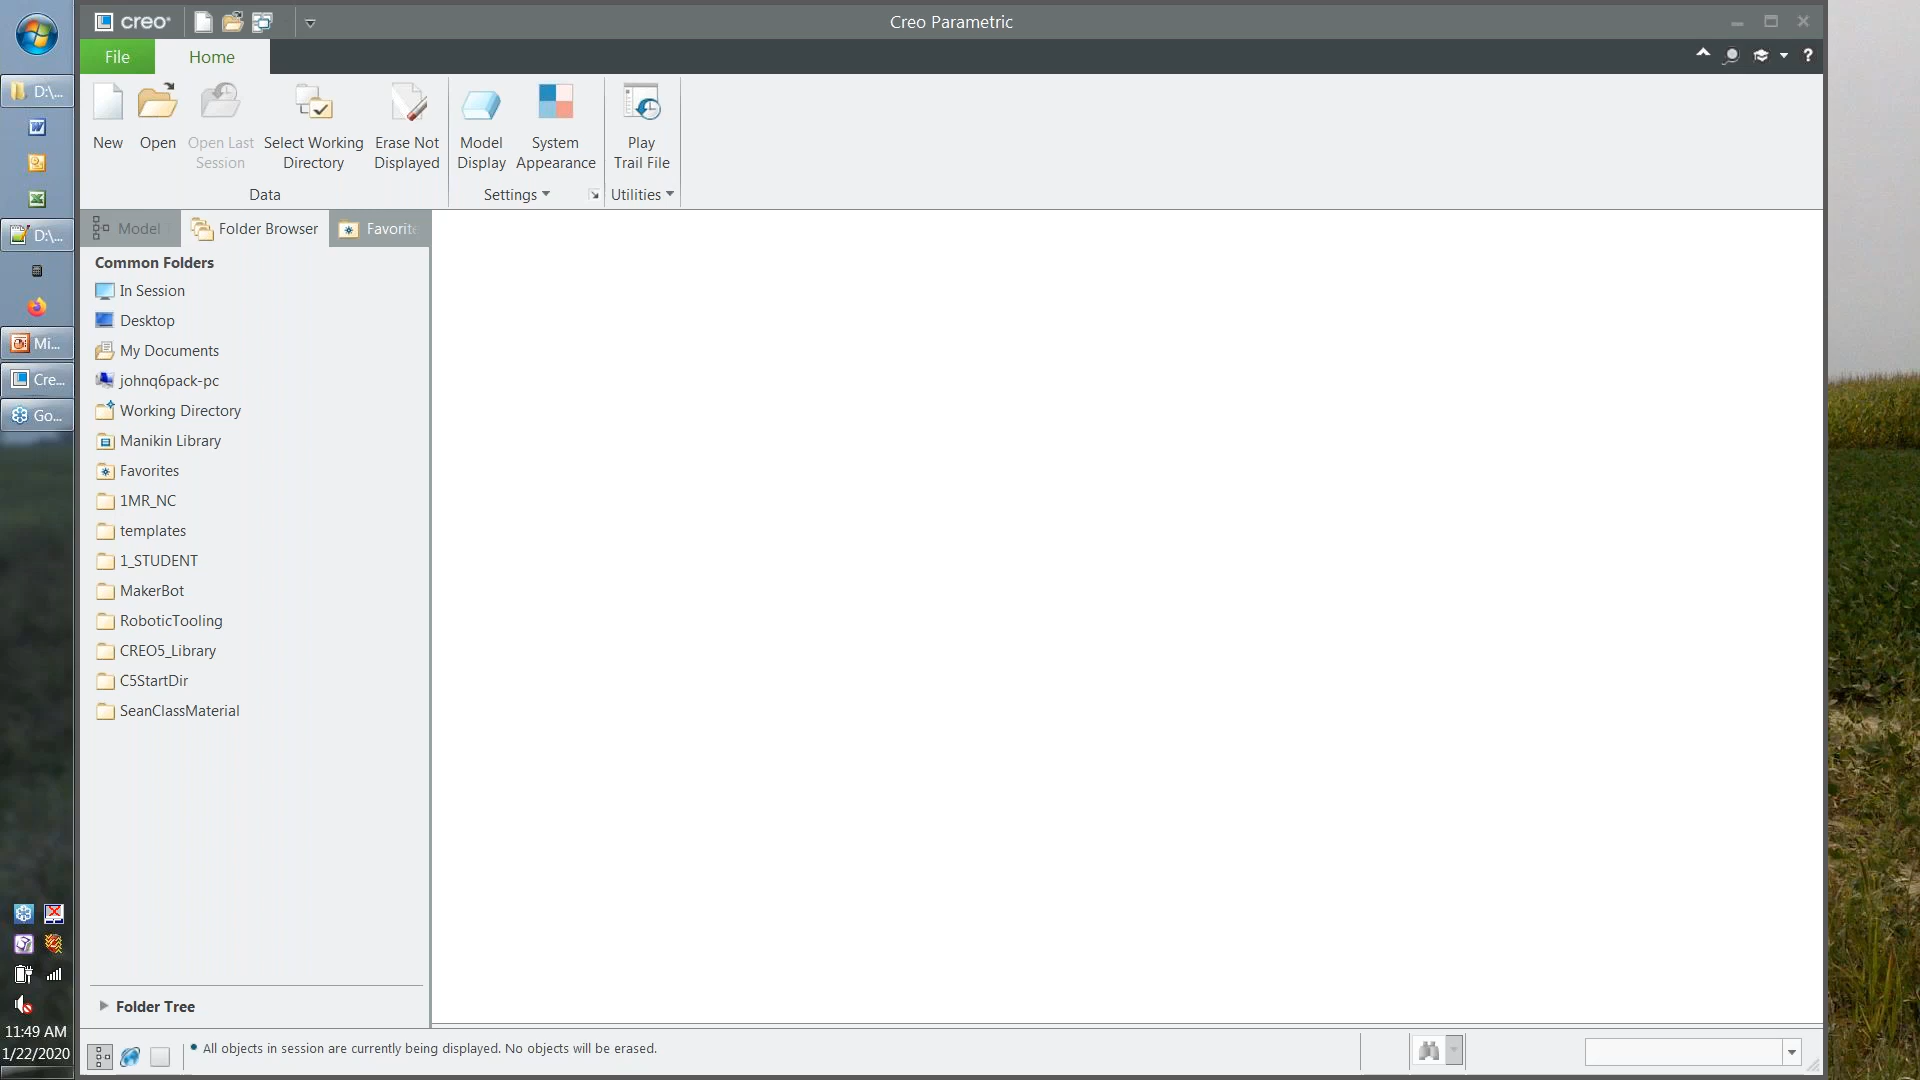 creo®
Creo Parametric
File
Home
?
New
Open
Open Last
Session
Select Working
Directory
Erase Not
Displayed
Model
Display
System
Appearance
Play
Trail File
Data
Settings
Utilities
Model
Folder Browser
Favorite
Common Folders
In Session
Desktop
My Documents
johnq6pack-pc
Working Directory
Manikin Library
Favorites
1MR_NC
templates
1_STUDENT
MakerBot
RoboticTooling
CREO5_Library
C5StartDir
SeanClassMaterial
Folder Tree
All objects in session are currently being displayed. No objects will be erased.
D:\...
D:\...
Mi...
Cre...
Go...
11:49 AM
1/22/2020